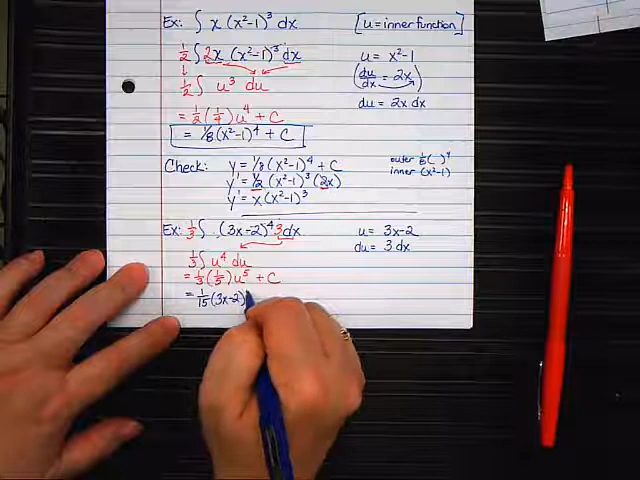 Ex: ∫ x (x²-1)³ dx [u = inner function]
½ ∫ 2x (x²-1)³ dx u = x²-1
(du/dx = 2x)
↓
½ ∫ u³ du
du = 2x dx
= ½ (¼) u⁴ + C
= ⅛ (x²-1)⁴ + C
Check: y = ⅛ (x²-1)⁴ + C outer ⅛( )⁴
y' = ½ (x²-1)³ (2x) inner (x²-1)
y' = x (x²-1)³
Ex: ⅓ ∫ (3x-2)⁴ 3dx u = 3x-2
du = 3 dx
⅓ ∫ u⁴ du
= ⅓ (⅕) u⁵ + C
= 1/15 (3x-2)